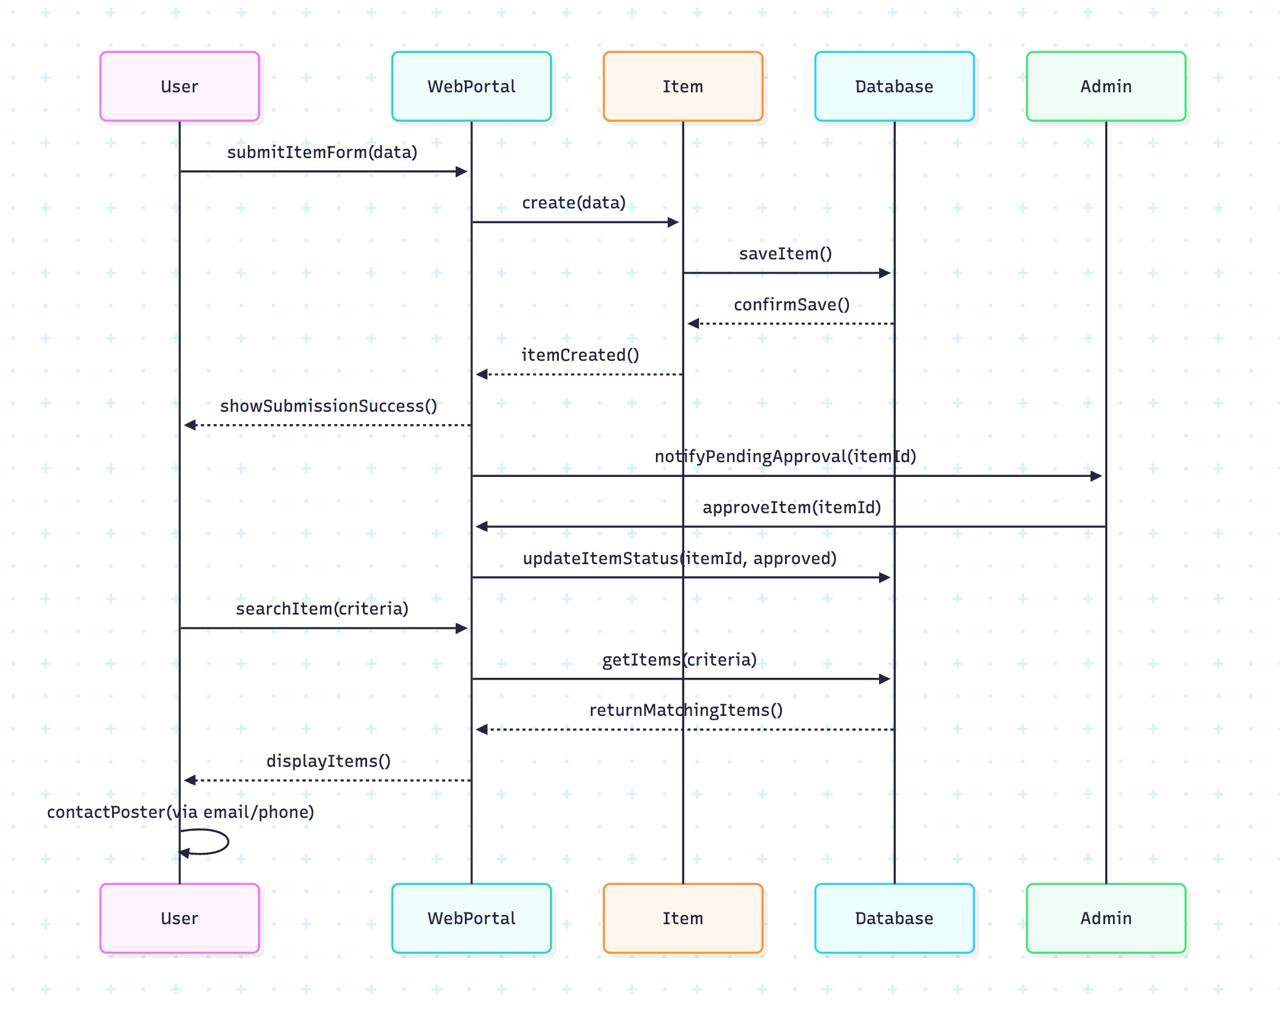 User
WebPortal
Item
Database
Admin
submitItemForm(data)
create(data)
saveItem()
confirmSave()
itemCreated()
showSubmissionSuccess()
notifyPendingApproval(itemId)
approveItem(itemId)
updateItemStatus(itemId, approved)
searchItem(criteria)
getItems(criteria)
returnMatchingItems()
displayItems()
contactPoster(via email/phone)
User
WebPortal
Item
Database
Admin